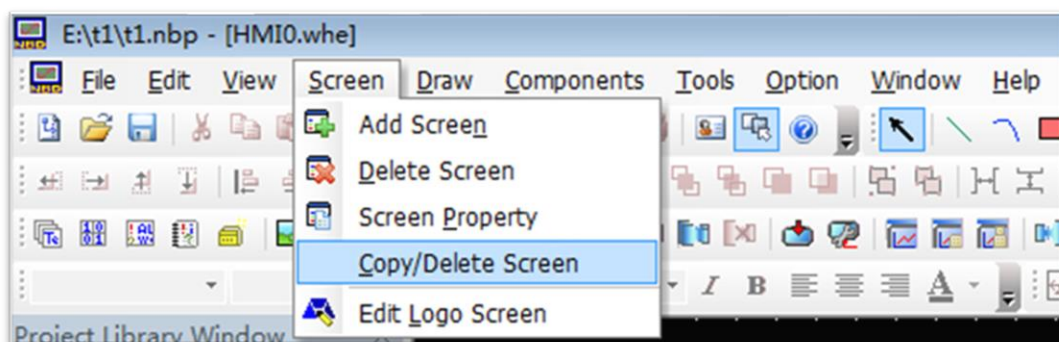 E:\t1\t1.nbp - [HMI0.whe]
File Edit View Screen Draw Components Tools Option Window Help
Add Screen
Delete Screen
Screen Property
Copy/Delete Screen
I B A
Edit Logo Screen
Project Library Window